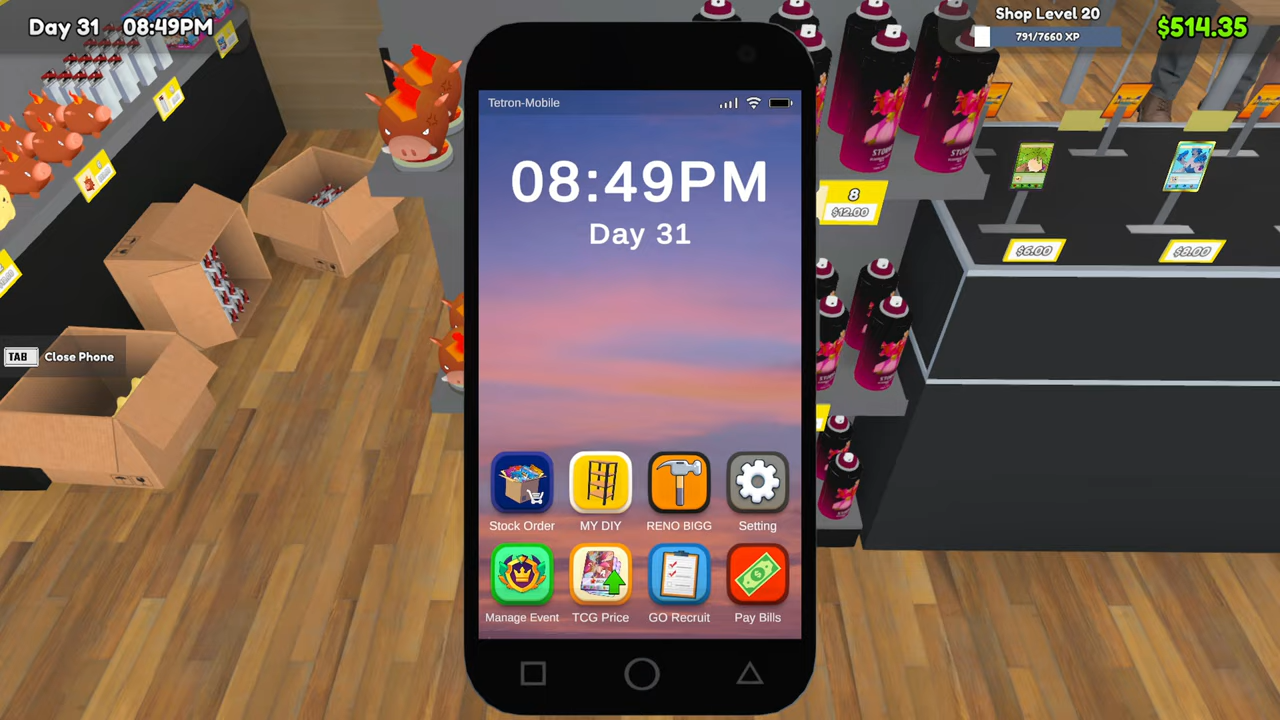 Day 31 08:49PM
Shop Level 20
791/7660 XP
$514.35
Tetron-Mobile
08:49PM
Day 31
8
$12.00
$6.00
$8.00
TAB Close Phone
Stock Order
MY DIY
RENO BIGG
Setting
Manage Event
TCG Price
GO Recruit
Pay Bills